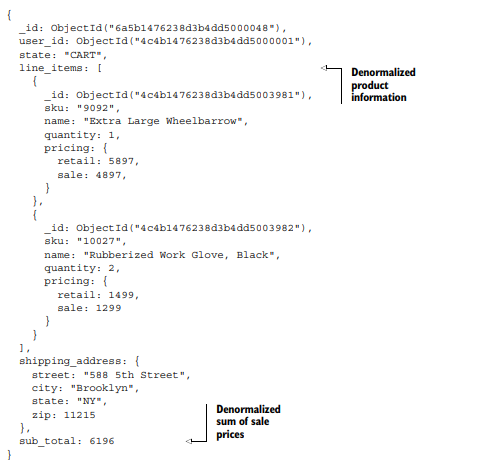 {
_id: ObjectId("6a5b1476238d3b4dd5000048"),
user_id: ObjectId("4c4b1476238d3b4dd5000001"),
state: "CART",
line_items: [
Denormalized
product
information
{
_id: ObjectId("4c4b1476238d3b4dd5003981"),
sku: "9092",
name: "Extra Large Wheelbarrow",
quantity: 1,
pricing: {
retail: 5897,
sale: 4897,
}
},
{
_id: ObjectId("4c4b1476238d3b4dd5003982"),
sku: "10027",
name: "Rubberized Work Glove, Black",
quantity: 2,
pricing: {
retail: 1499,
sale: 1299
}
}
],
shipping_address: {
street: "588 5th Street",
city: "Brooklyn",
state: "NY",
zip: 11215
},
Denormalized
sum of sale
prices
sub_total: 6196
}